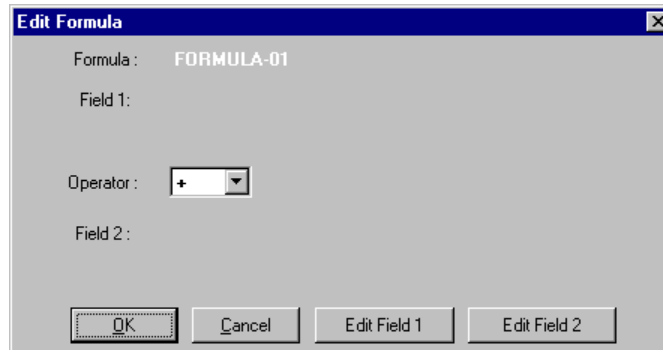 Edit Formula
Formula : FORMULA-01
Field 1:
Operator : +
Field 2 :
OK Cancel Edit Field 1 Edit Field 2